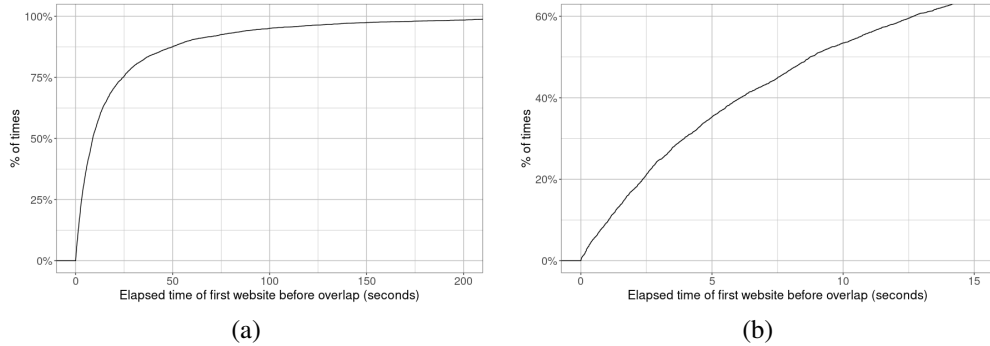 100%
75%
50%
25%
0%
% of times
0 50 100 150 200
Elapsed time of first website before overlap (seconds)
(a)
60%
40%
20%
0%
% of times
0 5 10 15
Elapsed time of first website before overlap (seconds)
(b)